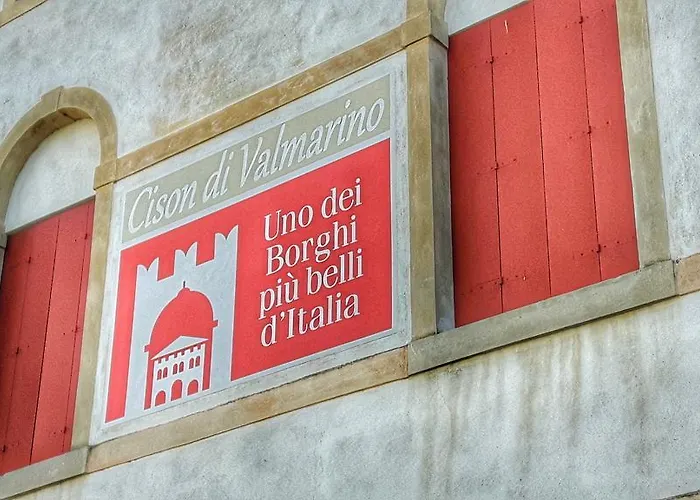 Cison di Valmarino
Uno dei
Borghi
più belli
d'Italia